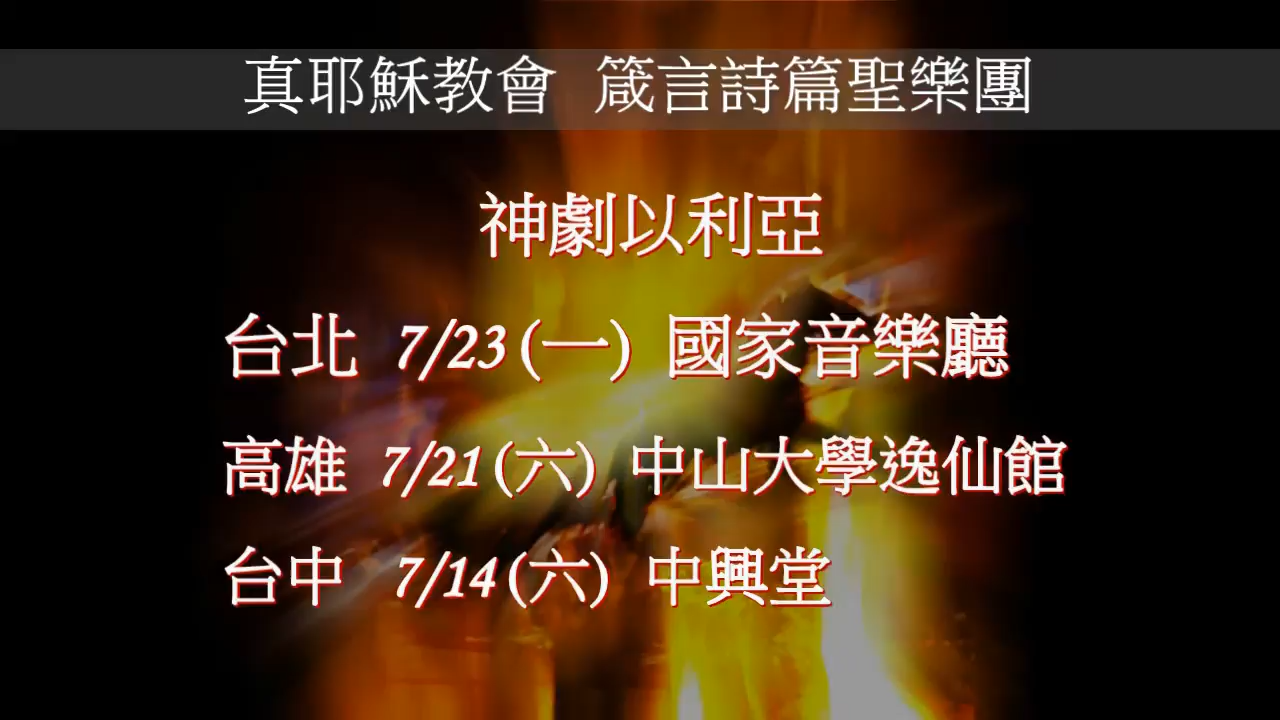 真耶穌教會 箴言詩篇聖樂團
神劇以利亞
台北 7/23(一) 國家音樂廳
高雄 7/21(六) 中山大學逸仙館
台中 7/14(六) 中興堂